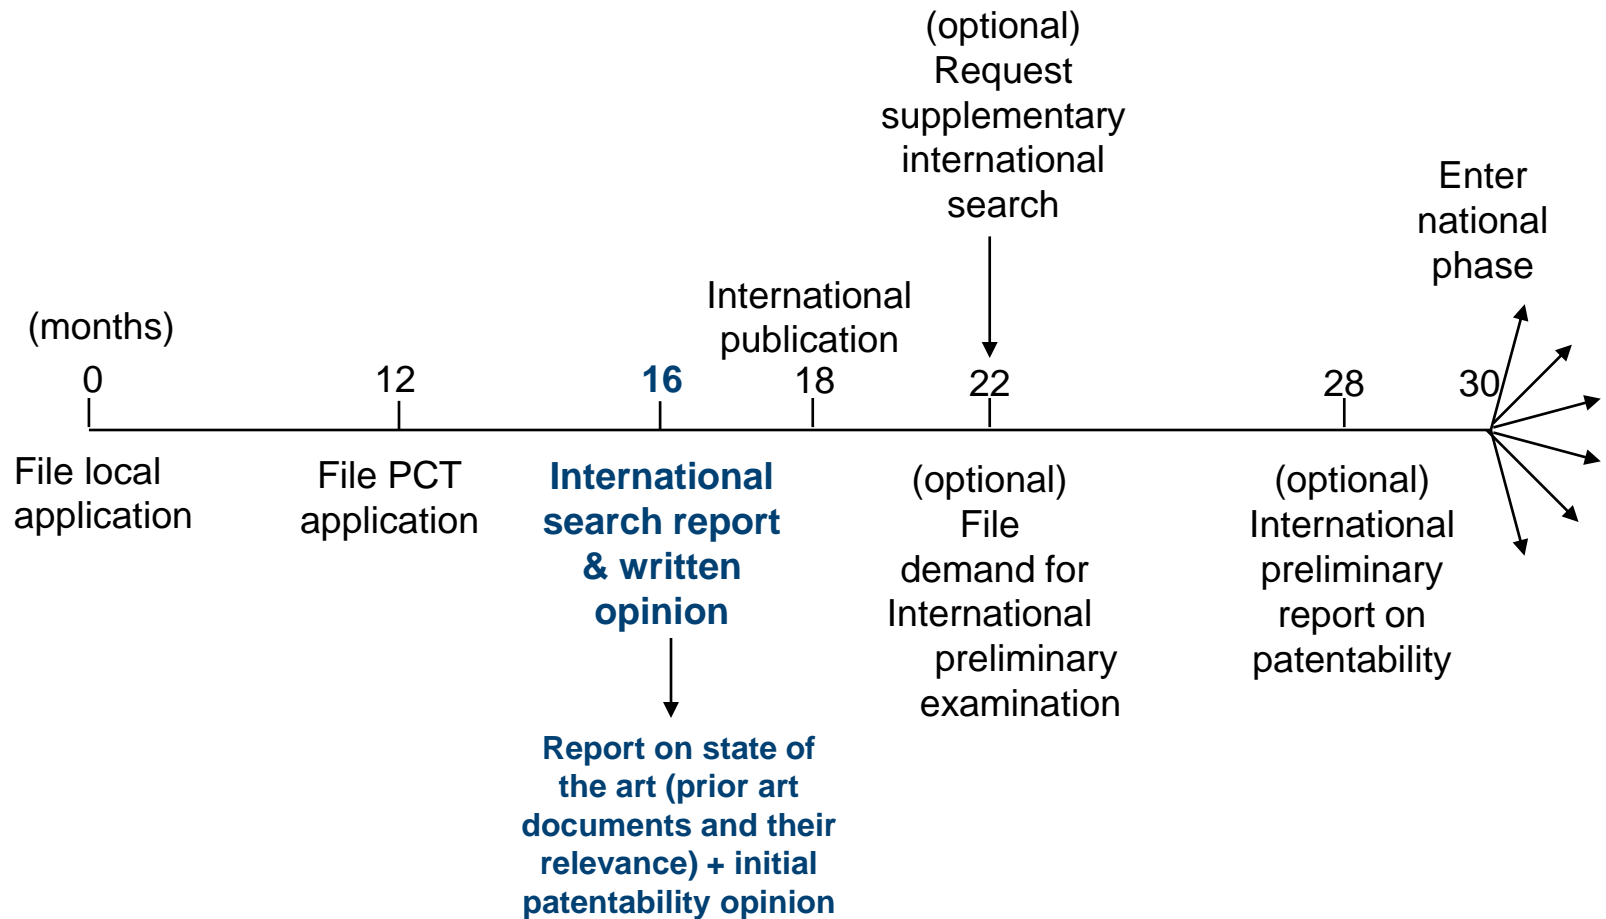 (optional)
Request
supplementary
international
search
Enter
national
phase
International
publication
(months)
0
12
16
18
22
28
30
File local
application
File PCT
application
International
search report
& written
opinion
(optional)
File
demand for
International
preliminary
examination
(optional)
International
preliminary
report on
patentability
Report on state of
the art (prior art
documents and their
relevance) + initial
patentability opinion